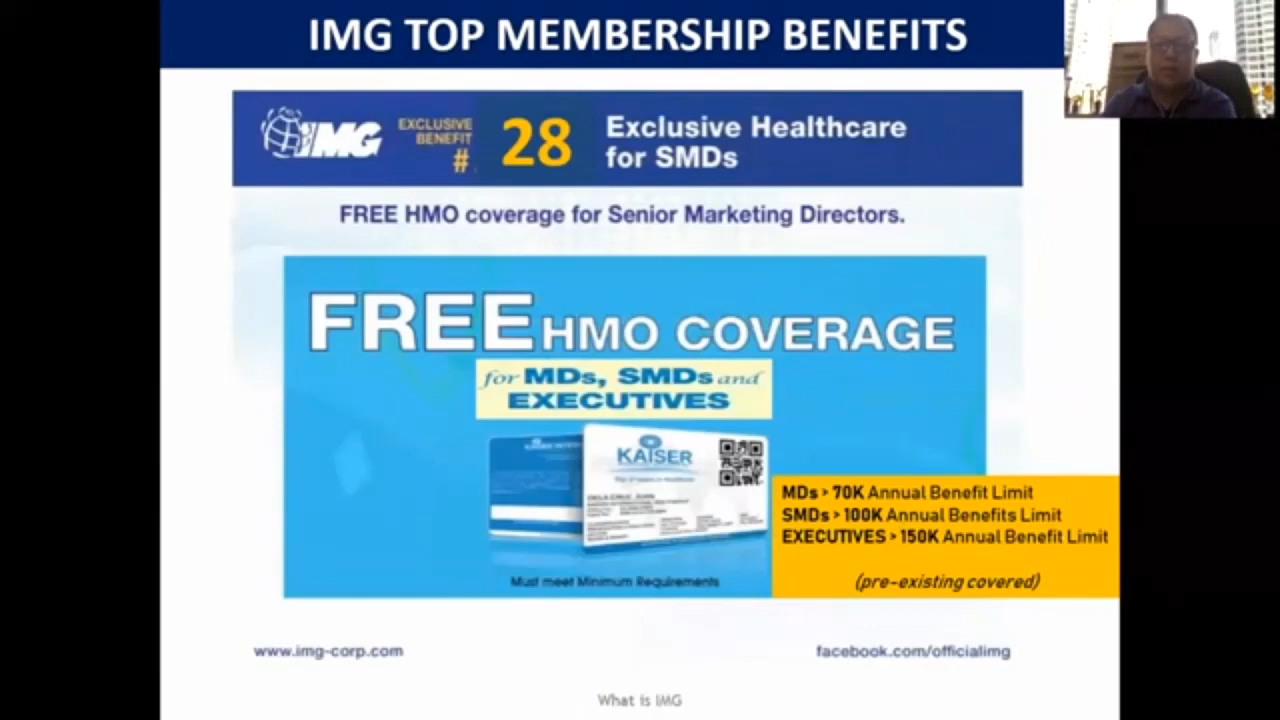 IMG TOP MEMBERSHIP BENEFITS
IMG
EXCLUSIVE
BENEFIT
#
28
Exclusive Healthcare
for SMDs
FREE HMO coverage for Senior Marketing Directors.
FREE HMO COVERAGE
for MDs, SMDs and
EXECUTIVES
KAISER
MDs > 70K Annual Benefit Limit
SMDs > 100K Annual Benefits Limit
EXECUTIVES > 150K Annual Benefit Limit
(pre-existing covered)
Must meet Minimum Requirements
www.img-corp.com
facebook.com/officialimg
What is IMG